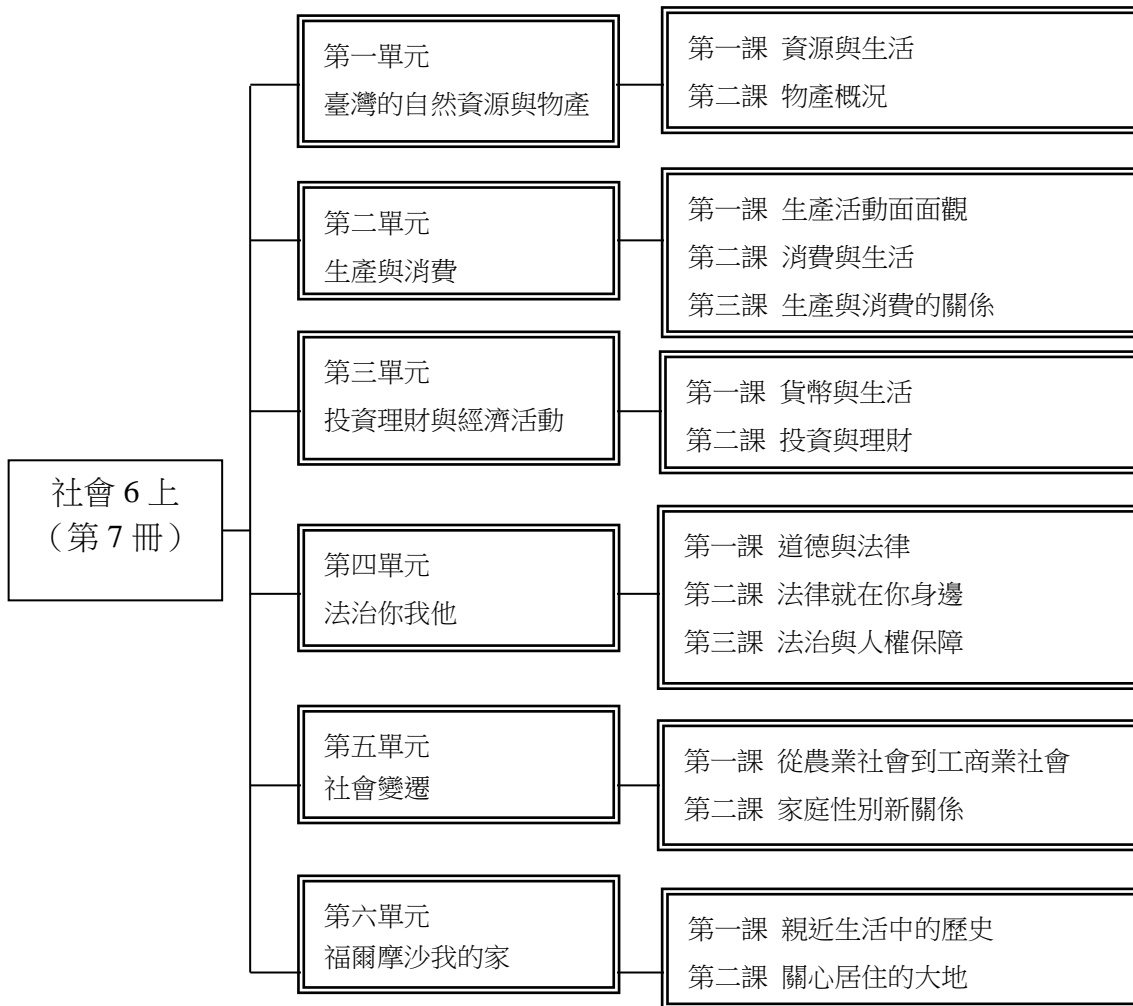 社會 6 上
（第 7 冊）
第一單元
臺灣的自然資源與物產
第一課 資源與生活
第二課 物產概況
第二單元
生產與消費
第一課 生產活動面面觀
第二課 消費與生活
第三課 生產與消費的關係
第三單元
投資理財與經濟活動
第一課 貨幣與生活
第二課 投資與理財
第四單元
法治你我他
第一課 道德與法律
第二課 法律就在你身邊
第三課 法治與人權保障
第五單元
社會變遷
第一課 從農業社會到工商業社會
第二課 家庭性別新關係
第六單元
福爾摩沙我的家
第一課 親近生活中的歷史
第二課 關心居住的大地